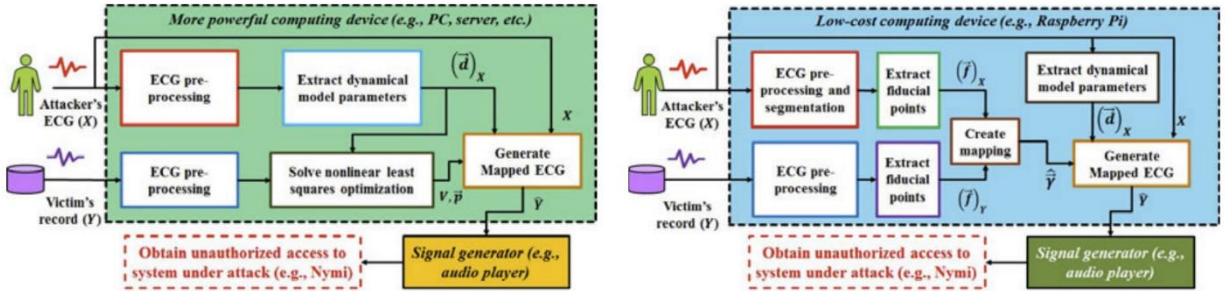 More powerful computing device (e.g., PC, server, etc.)
ECG pre-
processing
Extract dynamical
model parameters
(d⃗)X
Attacker's
ECG (X)
X
ECG pre-
processing
Solve nonlinear least
squares optimization
Generate
Mapped ECG
V, p⃗
Victim's
record (Y)
Ŷ
Obtain unauthorized access to
system under attack (e.g., Nymi)
Signal generator (e.g.,
audio player)
Low-cost computing device (e.g., Raspberry Pi)
ECG pre-
processing and
segmentation
Extract
fiducial
points
(f⃗)X
Extract dynamical
model parameters
Attacker's
ECG (X)
(d⃗)X
X
Create
mapping
ECG pre-
processing
Extract
fiducial
points
Generate
Mapped ECG
(f⃗)Y
Victim's
record (Y)
Ŷ
Obtain unauthorized access to
system under attack (e.g., Nymi)
Signal generator (e.g.,
audio player)